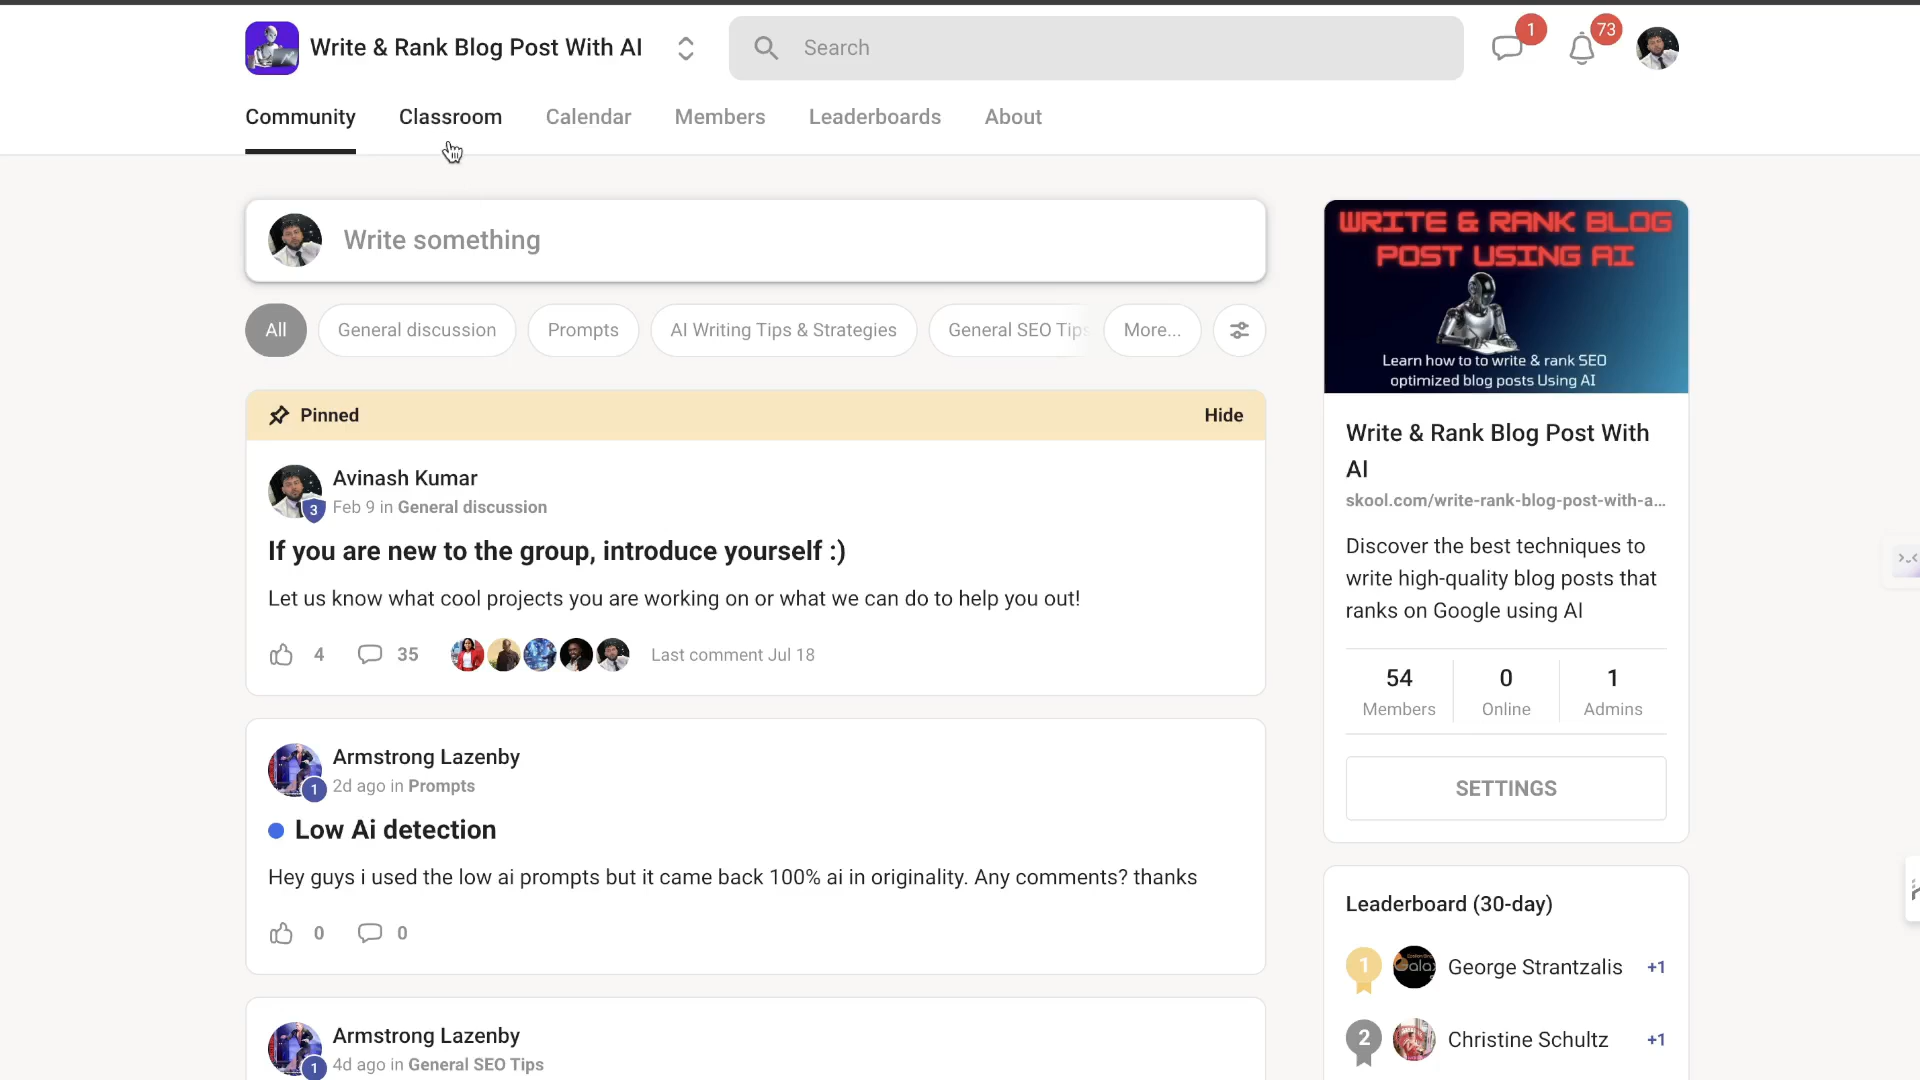 Write & Rank Blog Post With AI
Search
1
73
Community
Classroom
Calendar
Members
Leaderboards
About
Write something
All
General discussion
Prompts
AI Writing Tips & Strategies
General SEO Tips
More...
Pinned
Hide
Avinash Kumar
3
Feb 9 in General discussion
If you are new to the group, introduce yourself :)
Let us know what cool projects you are working on or what we can do to help you out!
4
35
Last comment Jul 18
Armstrong Lazenby
1
2d ago in Prompts
Low Ai detection
Hey guys i used the low ai prompts but it came back 100% ai in originality. Any comments? thanks
0
0
Armstrong Lazenby
1
4d ago in General SEO Tips
WRITE & RANK BLOG
POST USING AI
Learn how to to write & rank SEO
optimized blog posts Using AI
Write & Rank Blog Post With
AI
skool.com/write-rank-blog-post-with-a...
Discover the best techniques to
write high-quality blog posts that
ranks on Google using AI
54
Members
0
Online
1
Admins
SETTINGS
Leaderboard (30-day)
1
George Strantzalis
+1
2
Christine Schultz
+1